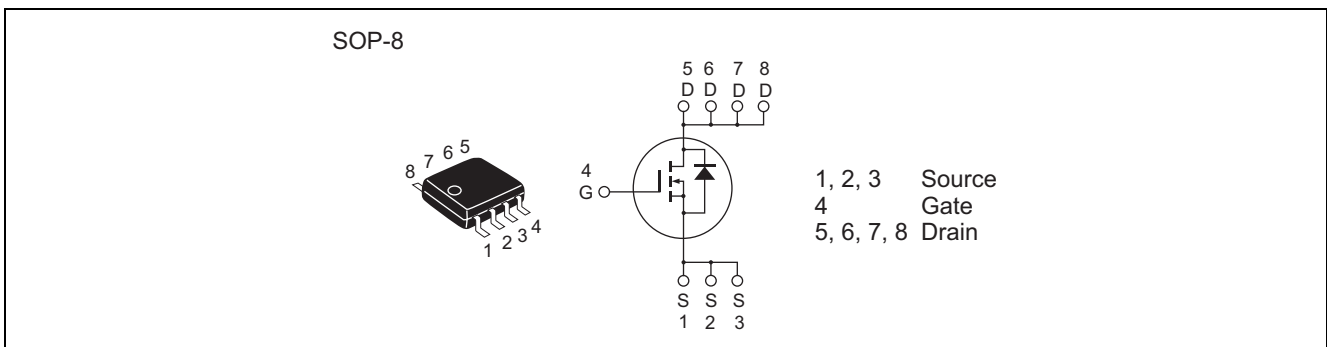 SOP-8
8 7 6 5
1 2 3 4
5 6 7 8
D D D D
4
G
S S S
1 2 3
1, 2, 3 Source
4 Gate
5, 6, 7, 8 Drain